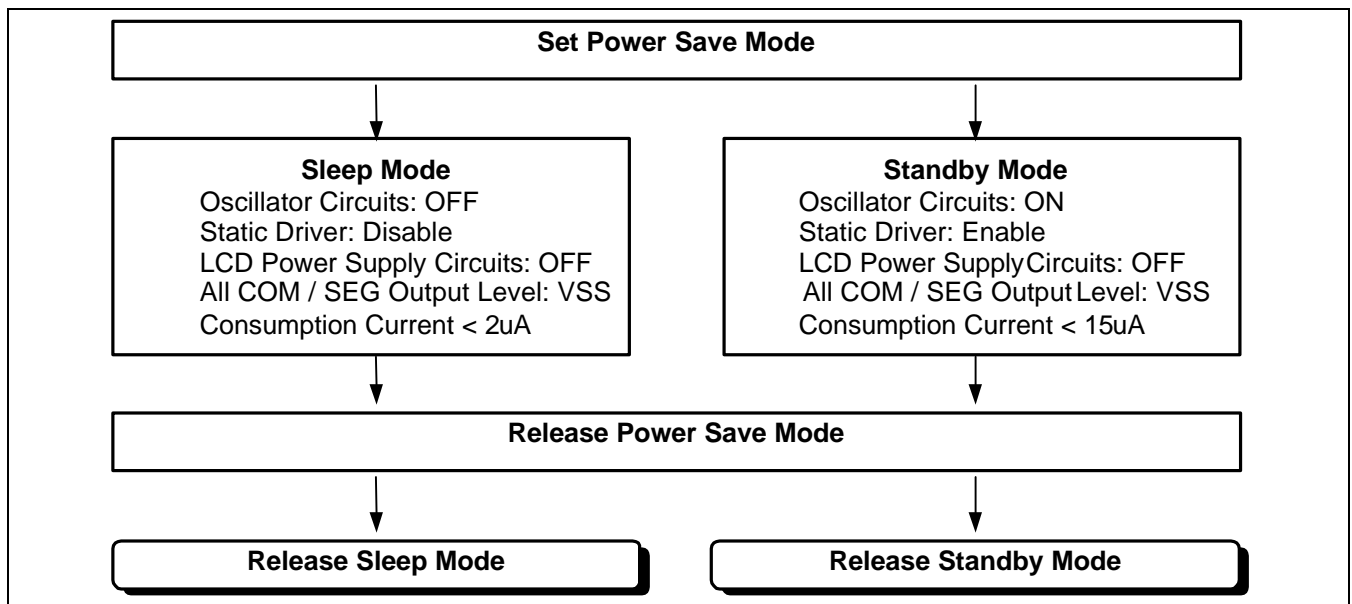 Set Power Save Mode
Sleep Mode
Oscillator Circuits: OFF
Static Driver: Disable
LCD Power Supply Circuits: OFF
All COM / SEG Output Level: VSS
Consumption Current < 2uA
Standby Mode
Oscillator Circuits: ON
Static Driver: Enable
LCD Power Supply Circuits: OFF
All COM / SEG Output Level: VSS
Consumption Current < 15uA
Release Power Save Mode
Release Sleep Mode
Release Standby Mode